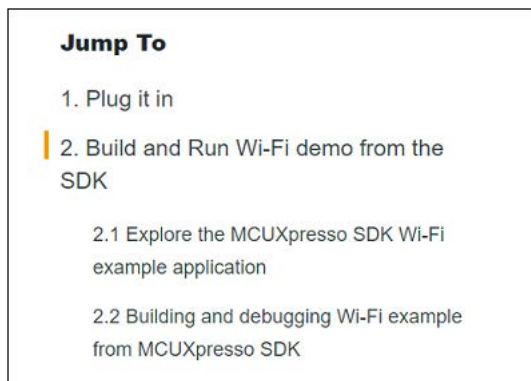 Jump To
1. Plug it in
2. Build and Run Wi-Fi demo from the
SDK
2.1 Explore the MCUXpresso SDK Wi-Fi
example application
2.2 Building and debugging Wi-Fi example
from MCUXpresso SDK